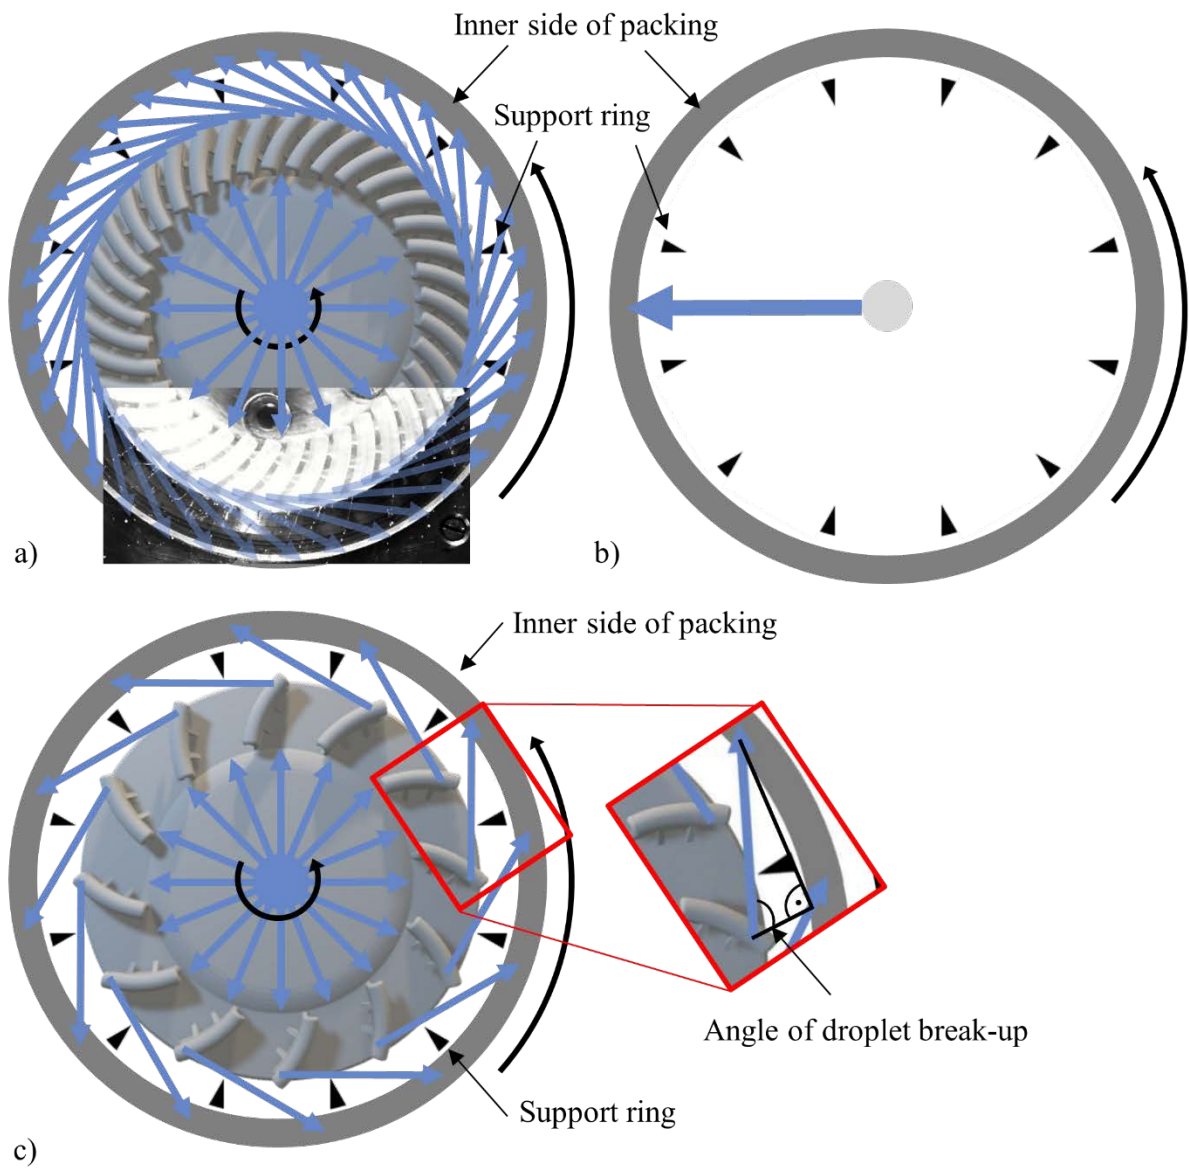 Inner side of packing
Support ring
a)
b)
Inner side of packing
Angle of droplet break-up
Support ring
c)